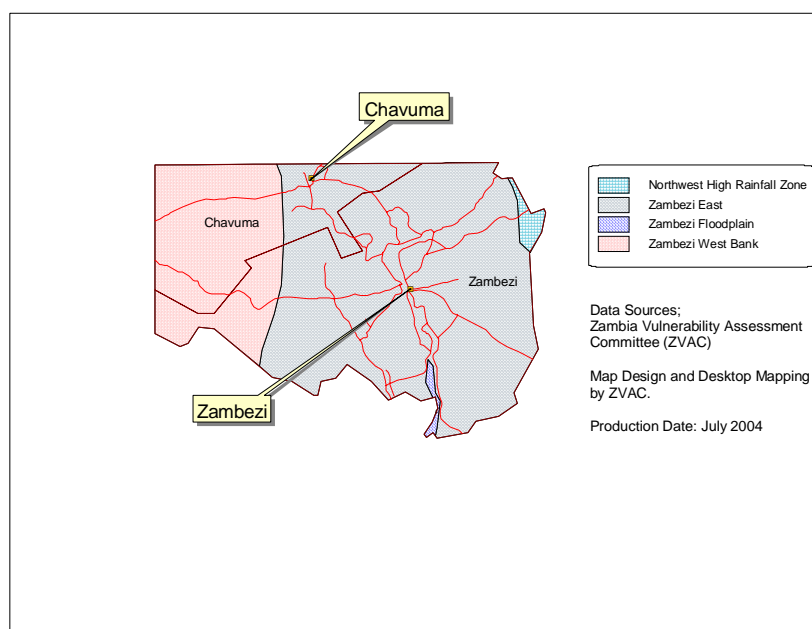 Chavuma
Chavuma
Zambezi
Zambezi
Northwest High Rainfall Zone
Zambezi East
Zambezi Floodplain
Zambezi West Bank
Data Sources;
Zambia Vulnerability Assessment
Committee (ZVAC)
Map Design and Desktop Mapping
by ZVAC.
Production Date: July 2004